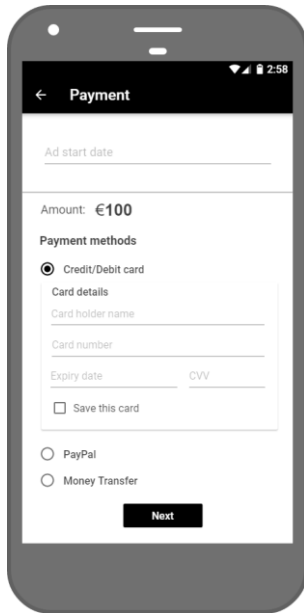 2:58
Payment
Ad start date
Amount: €100
Payment methods
Credit/Debit card
Card details
Card holder name
Card number
Expiry date CVV
Save this card
PayPal
Money Transfer
Next